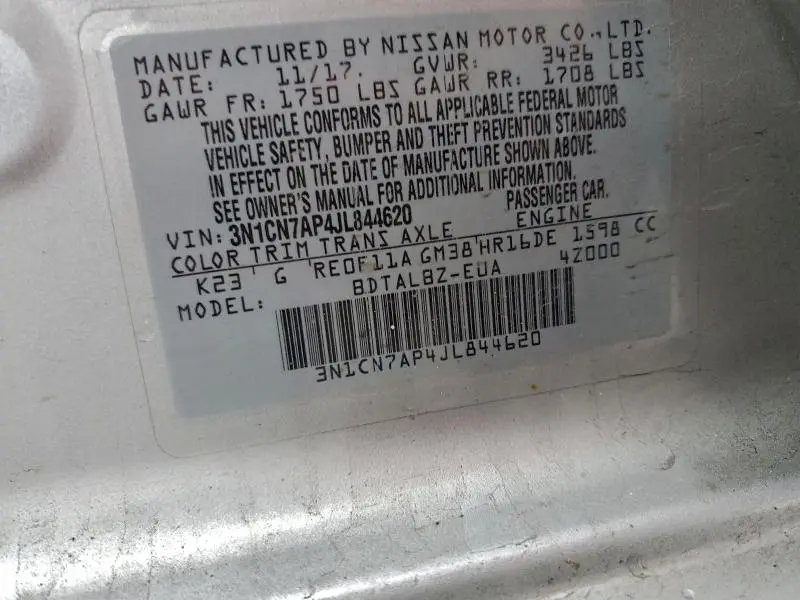 MANUFACTURED BY NISSAN MOTOR CO., LTD.
DATE: 11/17. GVWR: 3426 LBS
GAWR FR: 1750 LBS GAWR RR: 1708 LBS
THIS VEHICLE CONFORMS TO ALL APPLICABLE FEDERAL MOTOR
VEHICLE SAFETY, BUMPER AND THEFT PREVENTION STANDARDS
IN EFFECT ON THE DATE OF MANUFACTURE SHOWN ABOVE.
SEE OWNER'S MANUAL FOR ADDITIONAL INFORMATION.
VIN: 3N1CN7AP4JL844620 PASSENGER CAR.
COLOR TRIM TRANS AXLE ENGINE
K23 G RE0F11A GM38 HR16DE 1598 CC
MODEL: BDTALBZ-EUA 4Z000
3N1CN7AP4JL844620